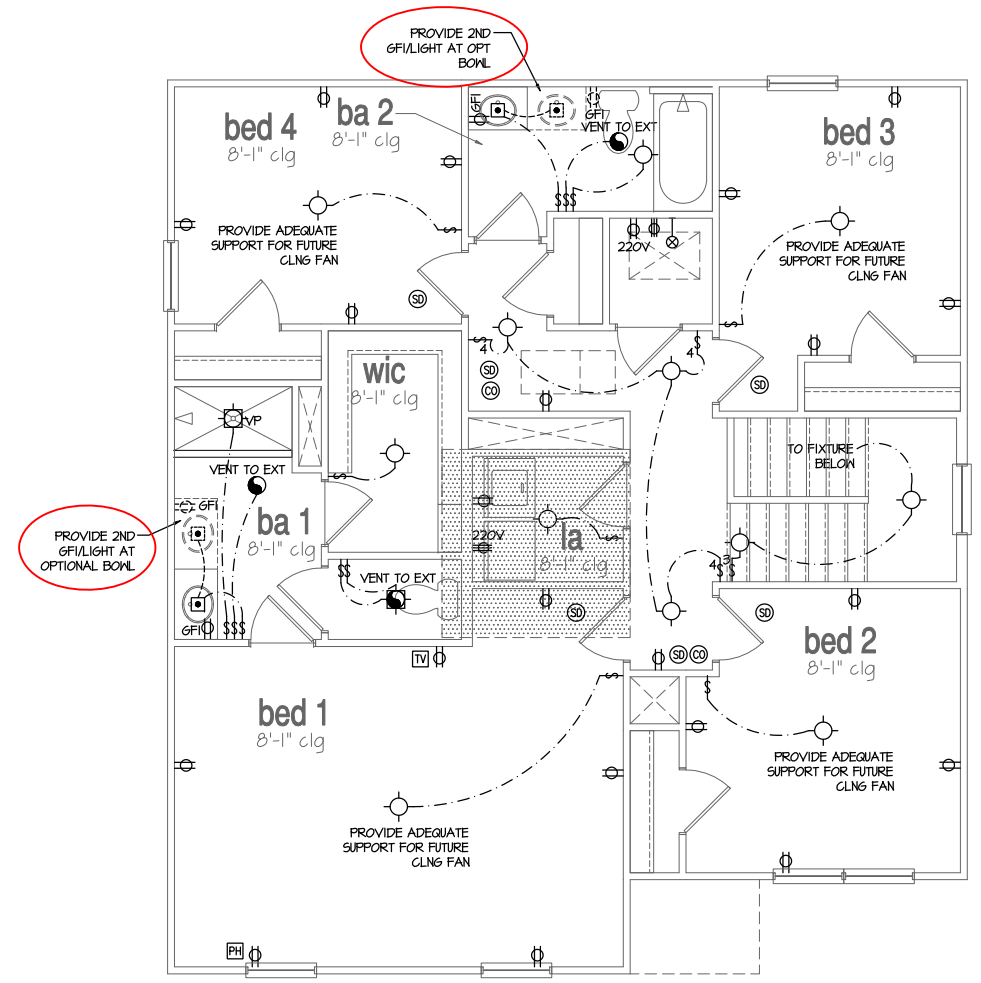 PROVIDE 2ND
GFI/LIGHT AT OPT
BOWL
bed 4
8'-1" clg
ba 2
8'-1" clg
GFI
GFI
VENT TO EXT
SSS
bed 3
8'-1" clg
PROVIDE ADEQUATE
SUPPORT FOR FUTURE
CLNG FAN
S
PROVIDE ADEQUATE
SUPPORT FOR FUTURE
CLNG FAN
S
220V
SD
S
4
S
4
SD
CO
SD
wic
8'-1" clg
S
VP
VENT TO EXT
GFI
PROVIDE 2ND
GFI/LIGHT AT
OPTIONAL BOWL
ba 1
8'-1" clg
GFI
SSS
TO FIXTURE
BELOW
220V
la
8'-1" clg
S
3
4
S
S
SS
VENT TO EXT
SD
SD
SD
CO
TV
bed 2
8'-1" clg
S
S
bed 1
8'-1" clg
PROVIDE ADEQUATE
SUPPORT FOR FUTURE
CLNG FAN
PROVIDE ADEQUATE
SUPPORT FOR FUTURE
CLNG FAN
PH